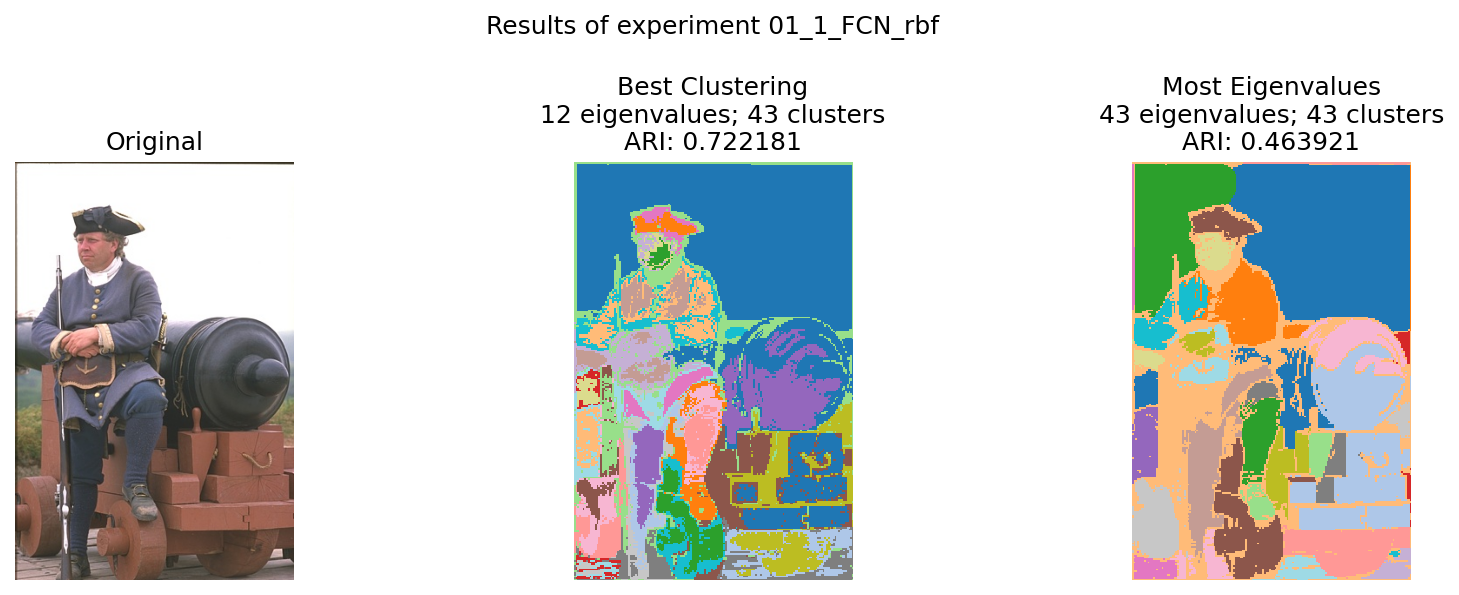 Results of experiment 01_1_FCN_rbf
Original
Best Clustering
12 eigenvalues; 43 clusters
ARI: 0.722181
Most Eigenvalues
43 eigenvalues; 43 clusters
ARI: 0.463921